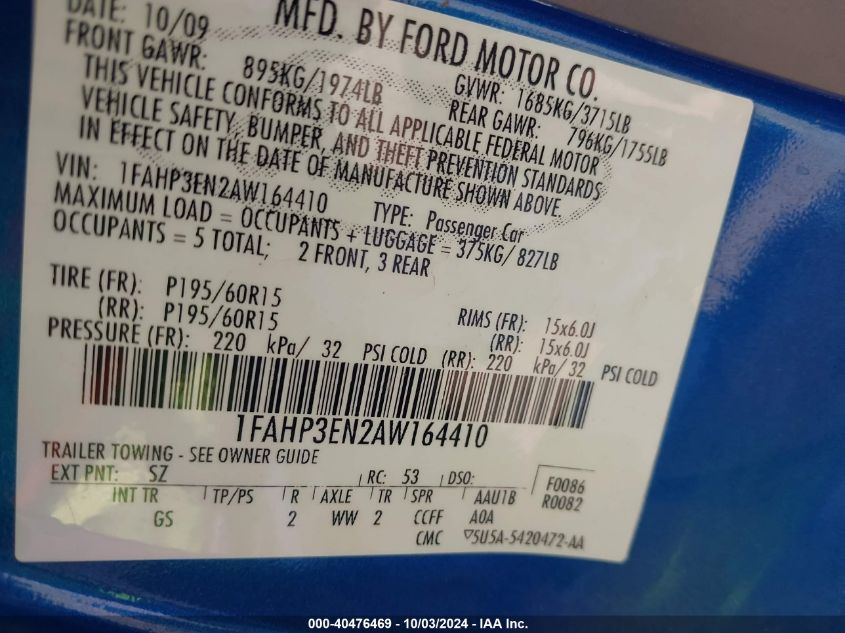 DATE: 10/09
MFD. BY FORD MOTOR CO.
FRONT GAWR: 895KG/1974LB
GVWR: 1685KG/3715LB
REAR GAWR: 796KG/1755LB
THIS VEHICLE CONFORMS TO ALL APPLICABLE FEDERAL MOTOR
VEHICLE SAFETY, BUMPER, AND THEFT PREVENTION STANDARDS
IN EFFECT ON THE DATE OF MANUFACTURE SHOWN ABOVE.
VIN: 1FAHP3EN2AW164410
TYPE: Passenger Car
MAXIMUM LOAD = OCCUPANTS + LUGGAGE = 375KG/ 827LB
OCCUPANTS = 5 TOTAL; 2 FRONT, 3 REAR
TIRE (FR): P195/60R15 RIMS (FR): 15x6.0J
(RR): P195/60R15 (RR): 15x6.0J
PRESSURE (FR): 220 kPa/ 32 PSI COLD (RR): 220 kPa/ 32 PSI COLD
1FAHP3EN2AW164410
TRAILER TOWING - SEE OWNER GUIDE
EXT PNT: SZ RC: 53 DSO: F0086
R0082
INT TR TP/PS R AXLE TR SPR AAU1B
GS 2 WW 2 CCFF AOA
CMC 5U5A-5420472-AA
000-40476469 - 10/03/2024 - IAA Inc.